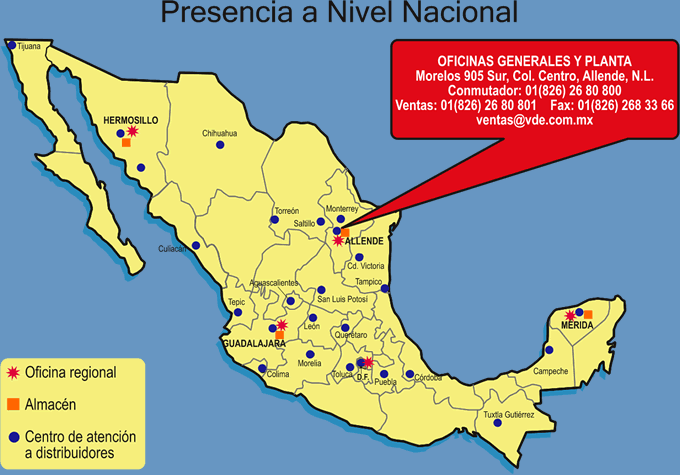 Presencia a Nivel Nacional
OFICINAS GENERALES Y PLANTA
Morelos 905 Sur, Col. Centro, Allende, N.L.
Conmutador: 01(826) 26 80 800
Ventas: 01(826) 26 80 801 Fax: 01(826) 268 33 66
ventas@vde.com.mx
Tijuana
HERMOSILLO
Chihuahua
Torreón
Monterrey
Saltillo
ALLENDE
Culiacán
Cd. Victoria
Tampico
Aguascalientes
San Luis Potosí
Tepic
León
Querétaro
GUADALAJARA
MÉRIDA
Morelia
Colima
Toluca
D.F.
Puebla
Córdoba
Campeche
Tuxtla Gutiérrez
Oficina regional
Almacén
Centro de atención
a distribuidores